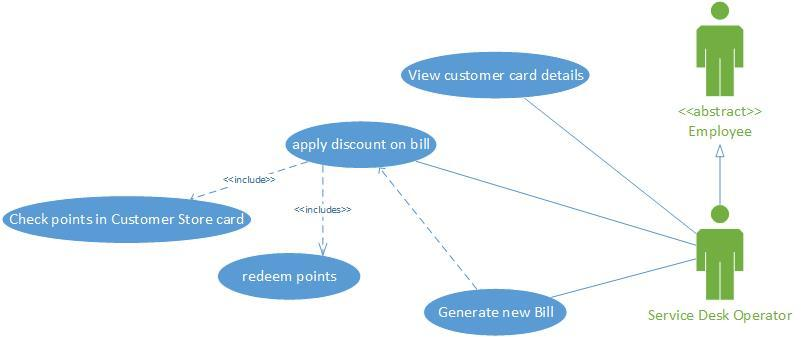 View customer card details
<<abstract>>
Employee
apply discount on bill
<<include>>
Check points in Customer Store card
<<includes>>
redeem points
Generate new Bill
Service Desk Operator